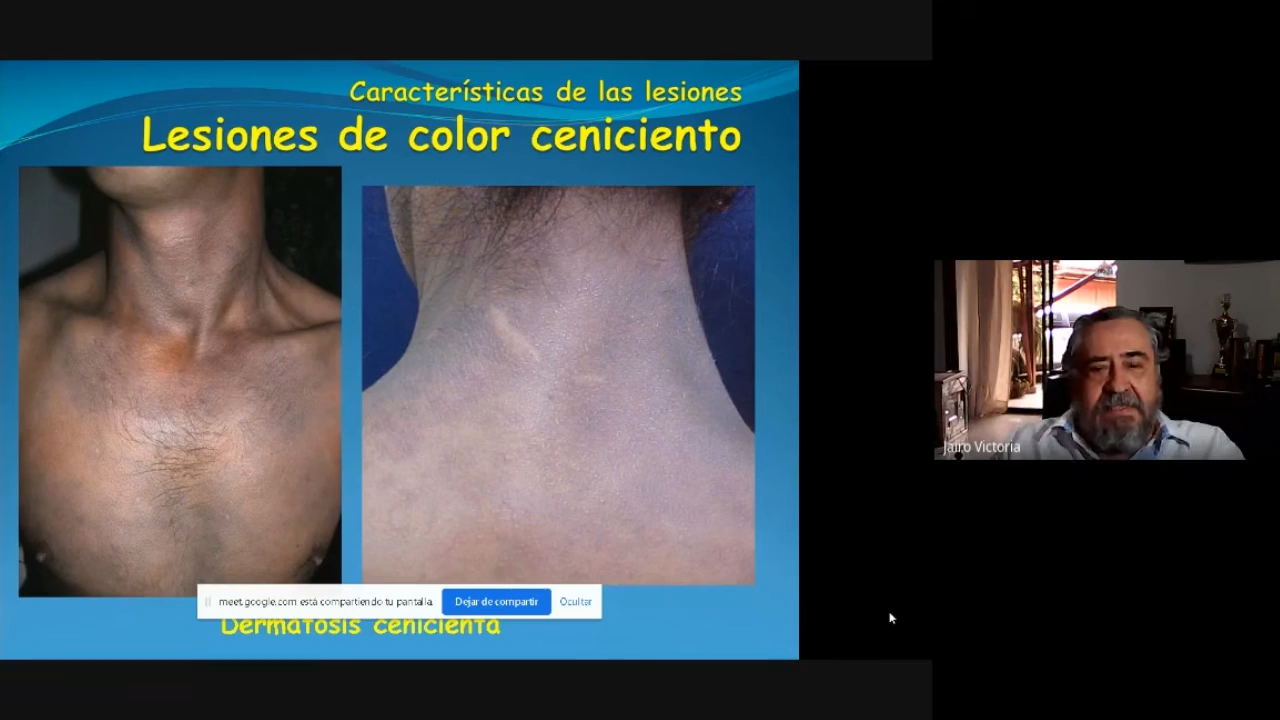 Características de las lesiones
Lesiones de color ceniciento
meet.google.com está compartiendo tu pantalla.
Dejar de compartir
Ocultar
Dermatosis cenicienta
Jairo Victoria